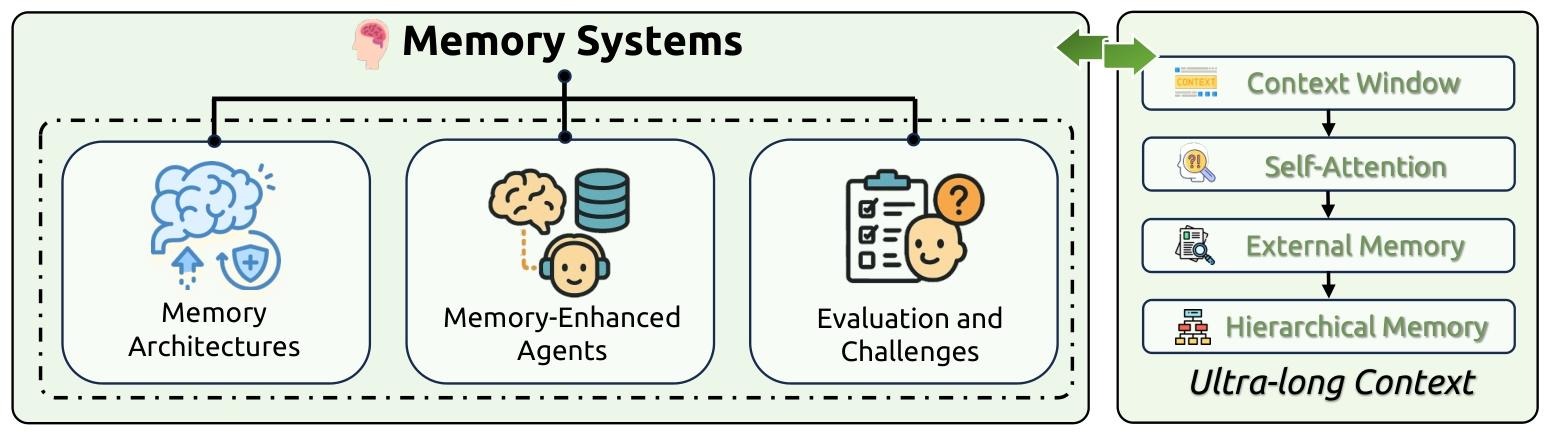 Memory Systems
Memory
Architectures
Memory-Enhanced
Agents
?
Evaluation and
Challenges
CONTEXT
Context Window
?!
Self-Attention
External Memory
Hierarchical Memory
Ultra-long Context